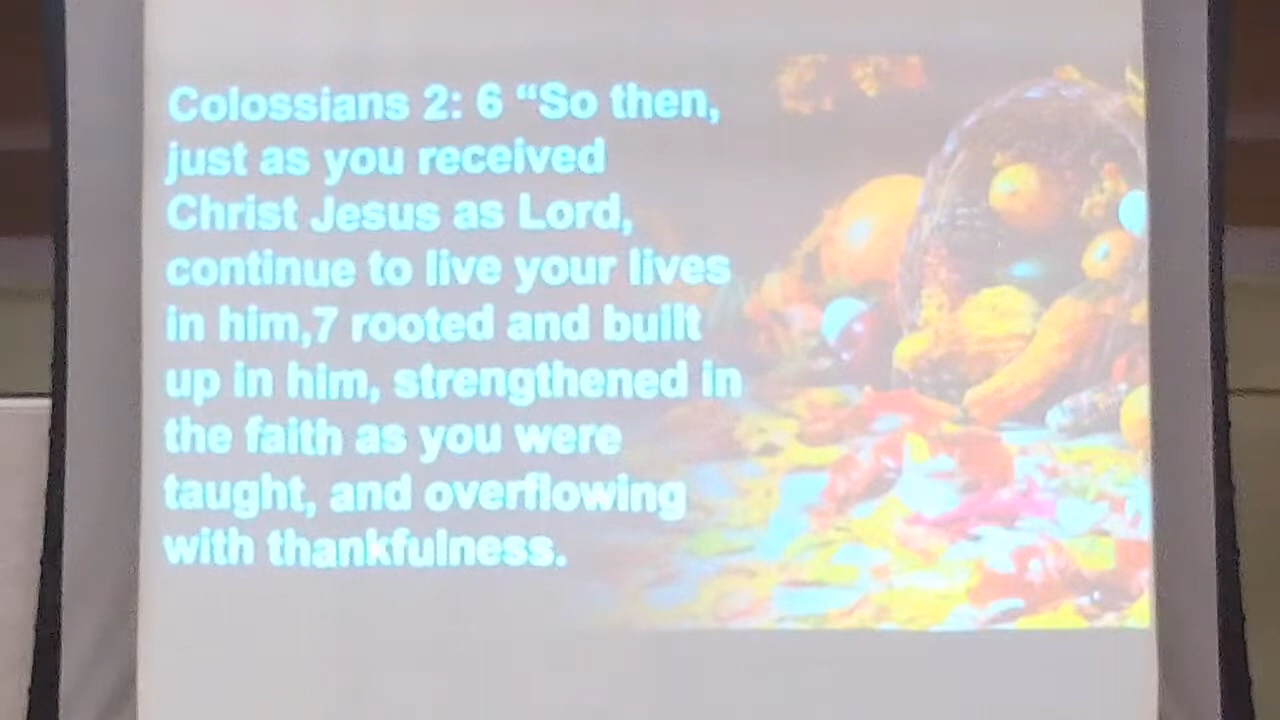 Colossians 2: 6 “So then,
just as you received
Christ Jesus as Lord,
continue to live your lives
in him,7 rooted and built
up in him, strengthened in
the faith as you were
taught, and overflowing
with thankfulness.